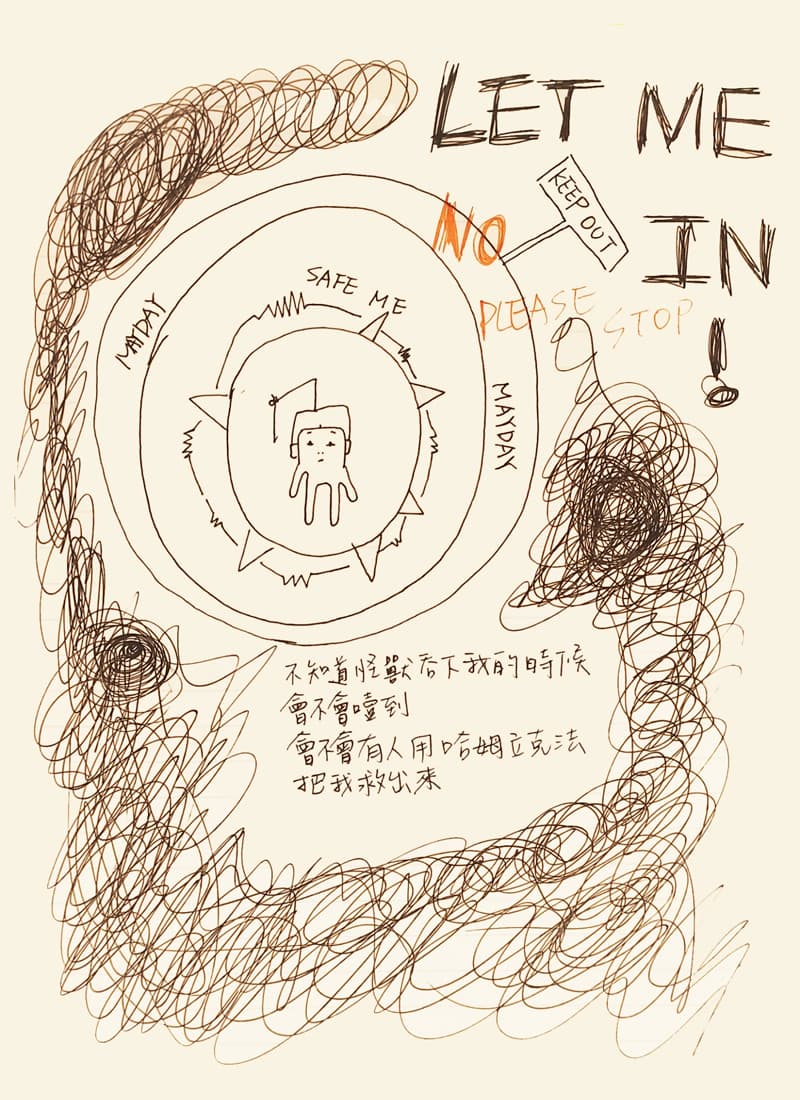 LET ME
IN
!
KEEP OUT
NO
PLEASE STOP
SAFE ME
MAYDAY
MAYDAY
不知道怪獸吞下我的時候
會不會噎到
會不會有人用哈姆立克法
把我救出來